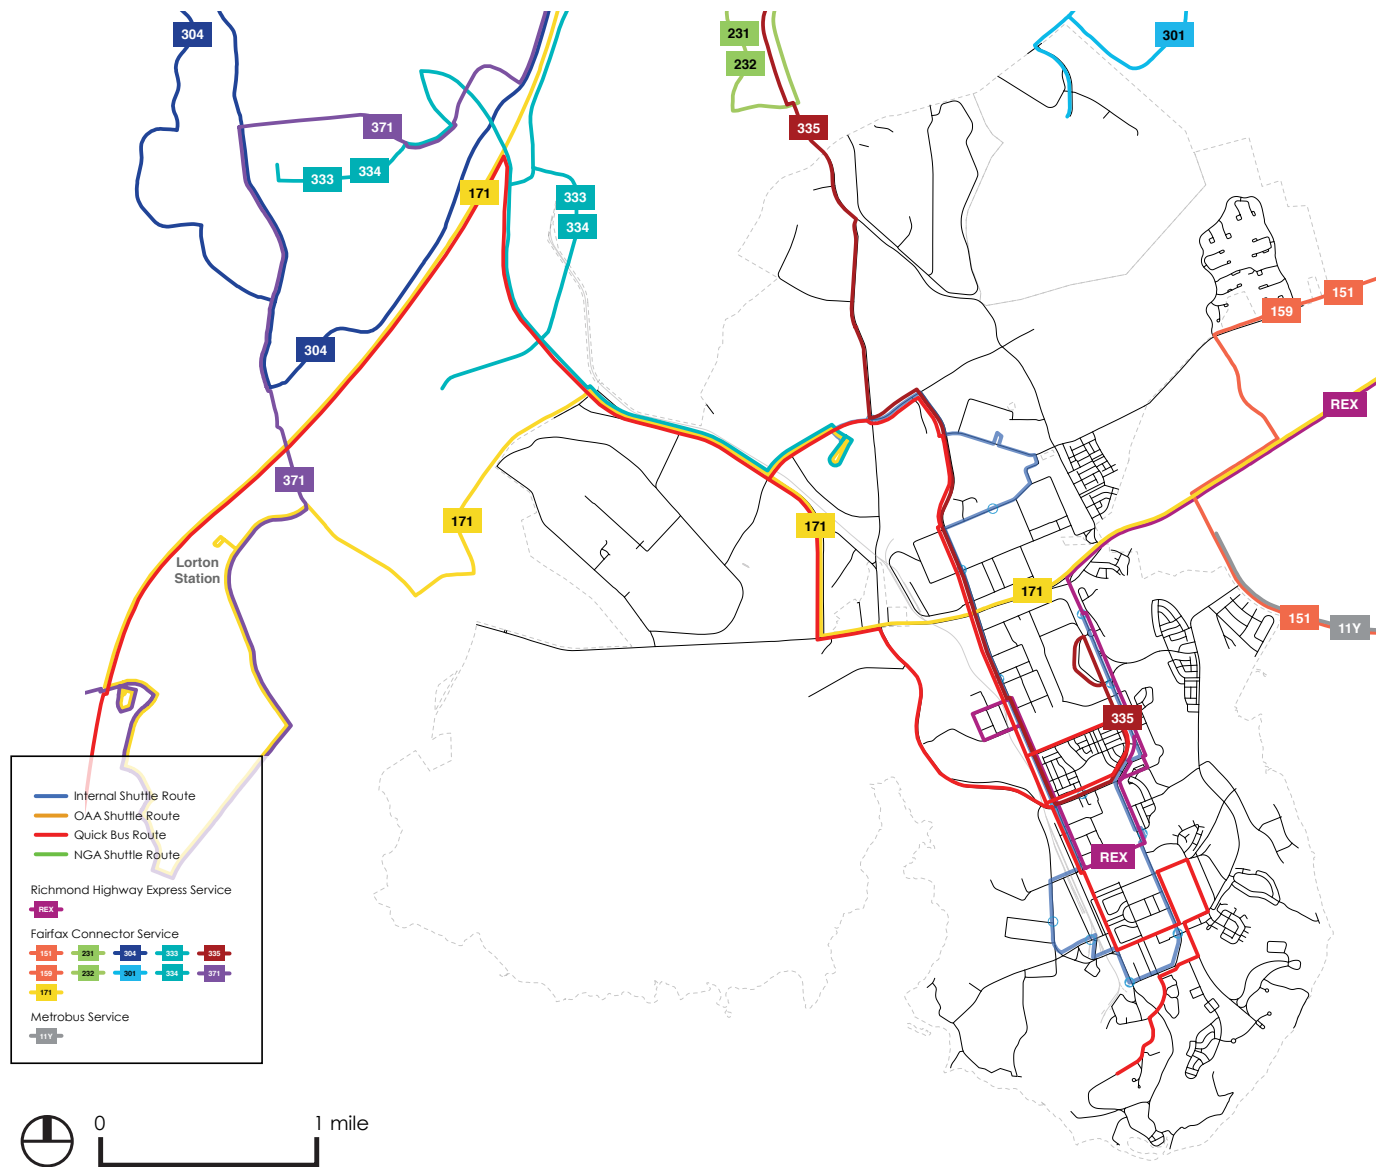 304
231
301
232
371
335
334
333
171
333
334
151
159
304
REX
371
171
171
Lorton
Station
171
151
11Y
335
Internal Shuttle Route
OAA Shuttle Route
Quick Bus Route
NGA Shuttle Route
REX
Richmond Highway Express Service
REX
Fairfax Connector Service
151 231 304 333 335
159 232 301 334 371
171
Metrobus Service
11Y
0 1 mile